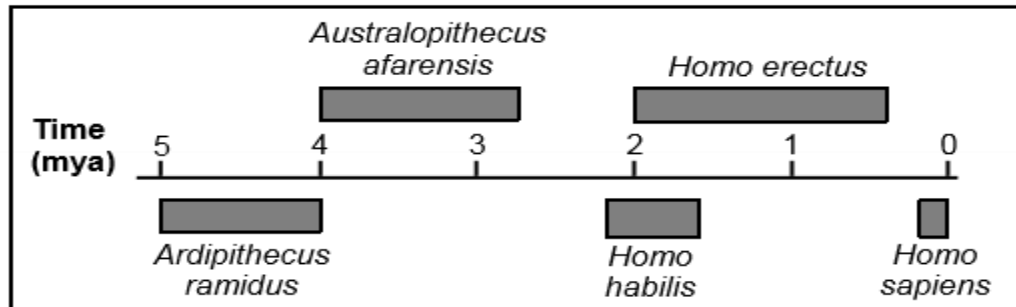 Australopithecus
afarensis
Homo erectus
Time
(mya)
5 4 3 2 1 0
Ardipithecus
ramidus
Homo
habilis
Homo
sapiens